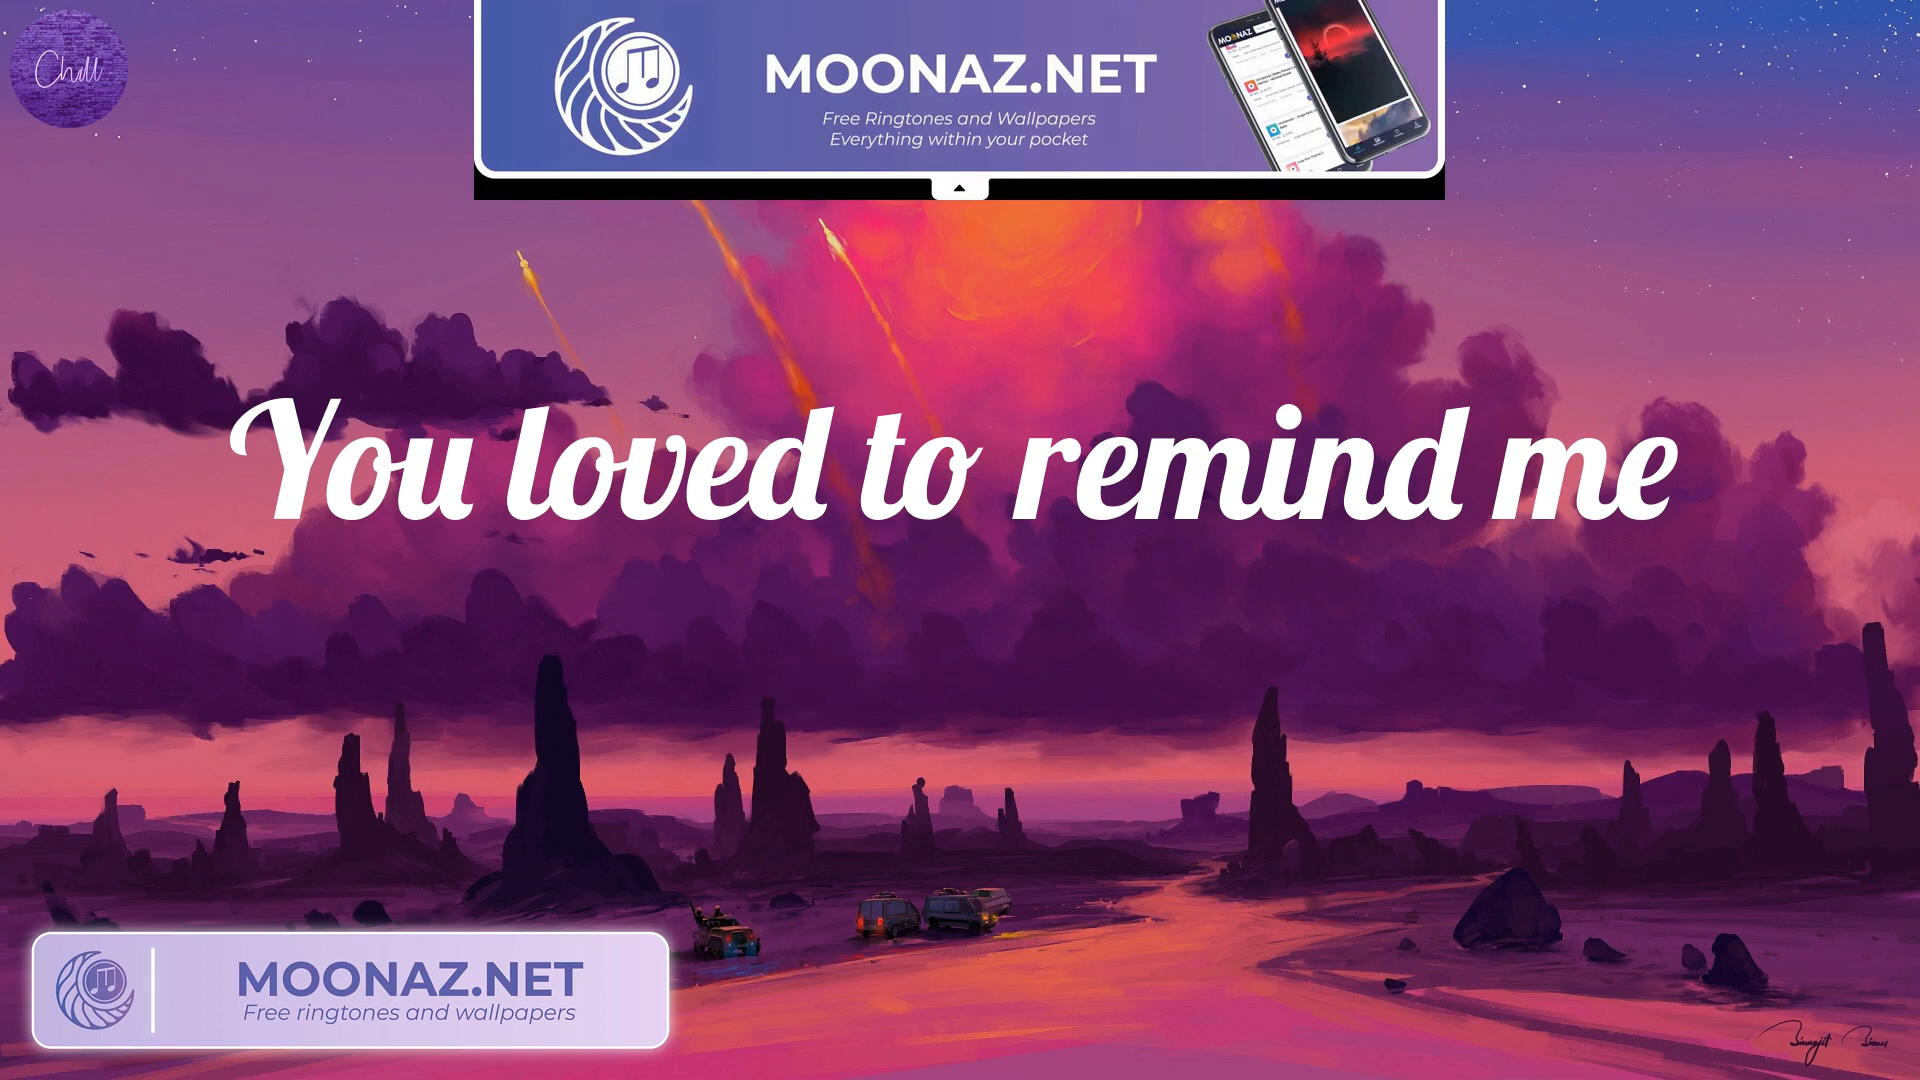 Chill
MOONAZ.NET
Free Ringtones and Wallpapers
Everything within your pocket
You loved to remind me
MOONAZ.NET
Free ringtones and wallpapers